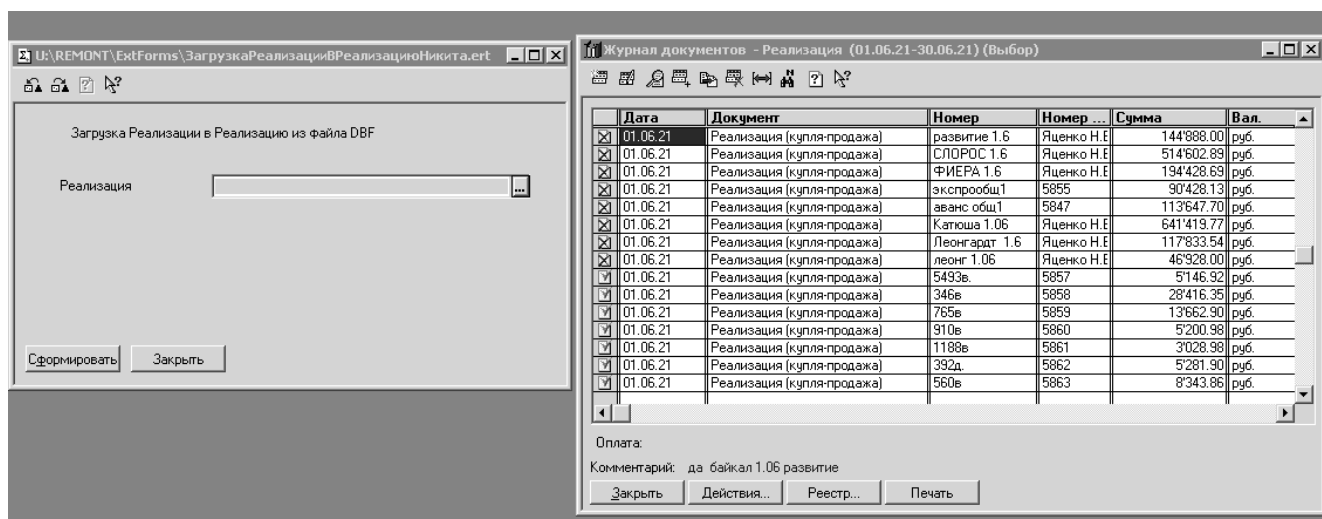 U:\REMONT\ExtForms\ЗагрузкаРеализацииВРеализациюНикита.ert
Загрузка Реализации в Реализацию из файла DBF
Реализация ...
Сформировать Закрыть
Журнал документов - Реализация (01.06.21-30.06.21) (Выбор)
Дата Документ Номер Номер ... Сумма Вал.
01.06.21 Реализация (купля-продажа) развитие 1.6 Яценко Н.Е 144'888.00 руб.
01.06.21 Реализация (купля-продажа) СЛОРОС 1.6 Яценко Н.Е 514'602.89 руб.
01.06.21 Реализация (купля-продажа) ФИЕРА 1.6 Яценко Н.Е 194'428.69 руб.
01.06.21 Реализация (купля-продажа) экспрообщ1 5855 90'428.13 руб.
01.06.21 Реализация (купля-продажа) аванс общ1 5847 113'647.70 руб.
01.06.21 Реализация (купля-продажа) Катюша 1.06 Яценко Н.Е 641'419.77 руб.
01.06.21 Реализация (купля-продажа) Леонгардт 1.6 Яценко Н.Е 117'833.54 руб.
01.06.21 Реализация (купля-продажа) леонг 1.06 Яценко Н.Е 46'928.00 руб.
01.06.21 Реализация (купля-продажа) 5493в. 5857 5'146.92 руб.
01.06.21 Реализация (купля-продажа) 346в 5858 28'416.35 руб.
01.06.21 Реализация (купля-продажа) 765в 5859 13'662.90 руб.
01.06.21 Реализация (купля-продажа) 910в 5860 5'200.98 руб.
01.06.21 Реализация (купля-продажа) 1188в 5861 3'028.98 руб.
01.06.21 Реализация (купля-продажа) 392д. 5862 5'281.90 руб.
01.06.21 Реализация (купля-продажа) 560в 5863 8'343.86 руб.
Оплата:
Комментарий: да байкал 1.06 развитие
Закрыть Действия... Реестр... Печать